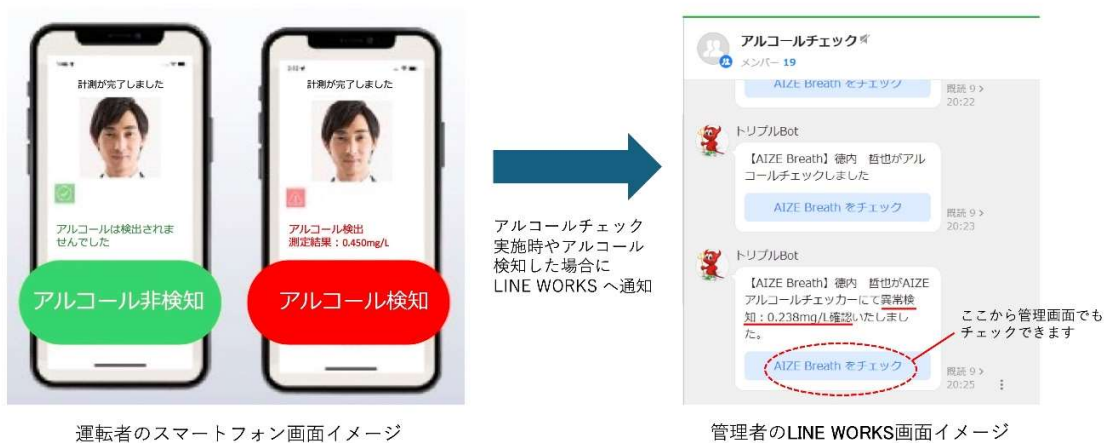 計測が完了しました
アルコールは検出されま
せんでした
アルコール非検知
3:12
計測が完了しました
アルコール検出
測定結果：0.450mg/L
アルコール検知
運転者のスマートフォン画面イメージ
アルコールチェック
実施時やアルコール
検知した場合に
LINE WORKS へ通知
アルコールチェック
メンバー 19
AIZE Breath をチェック
既読 9 >
20:22
トリプルBot
【AIZE Breath】徳内　哲也がアル
コールチェックしました
AIZE Breath をチェック
既読 9 >
20:23
トリプルBot
【AIZE Breath】徳内　哲也がAIZE
アルコールチェッカーにて異常検
知：0.238mg/L確認いたしまし
た。
AIZE Breath をチェック
既読 9 >
20:25
ここから管理画面でも
チェックできます
管理者のLINE WORKS画面イメージ